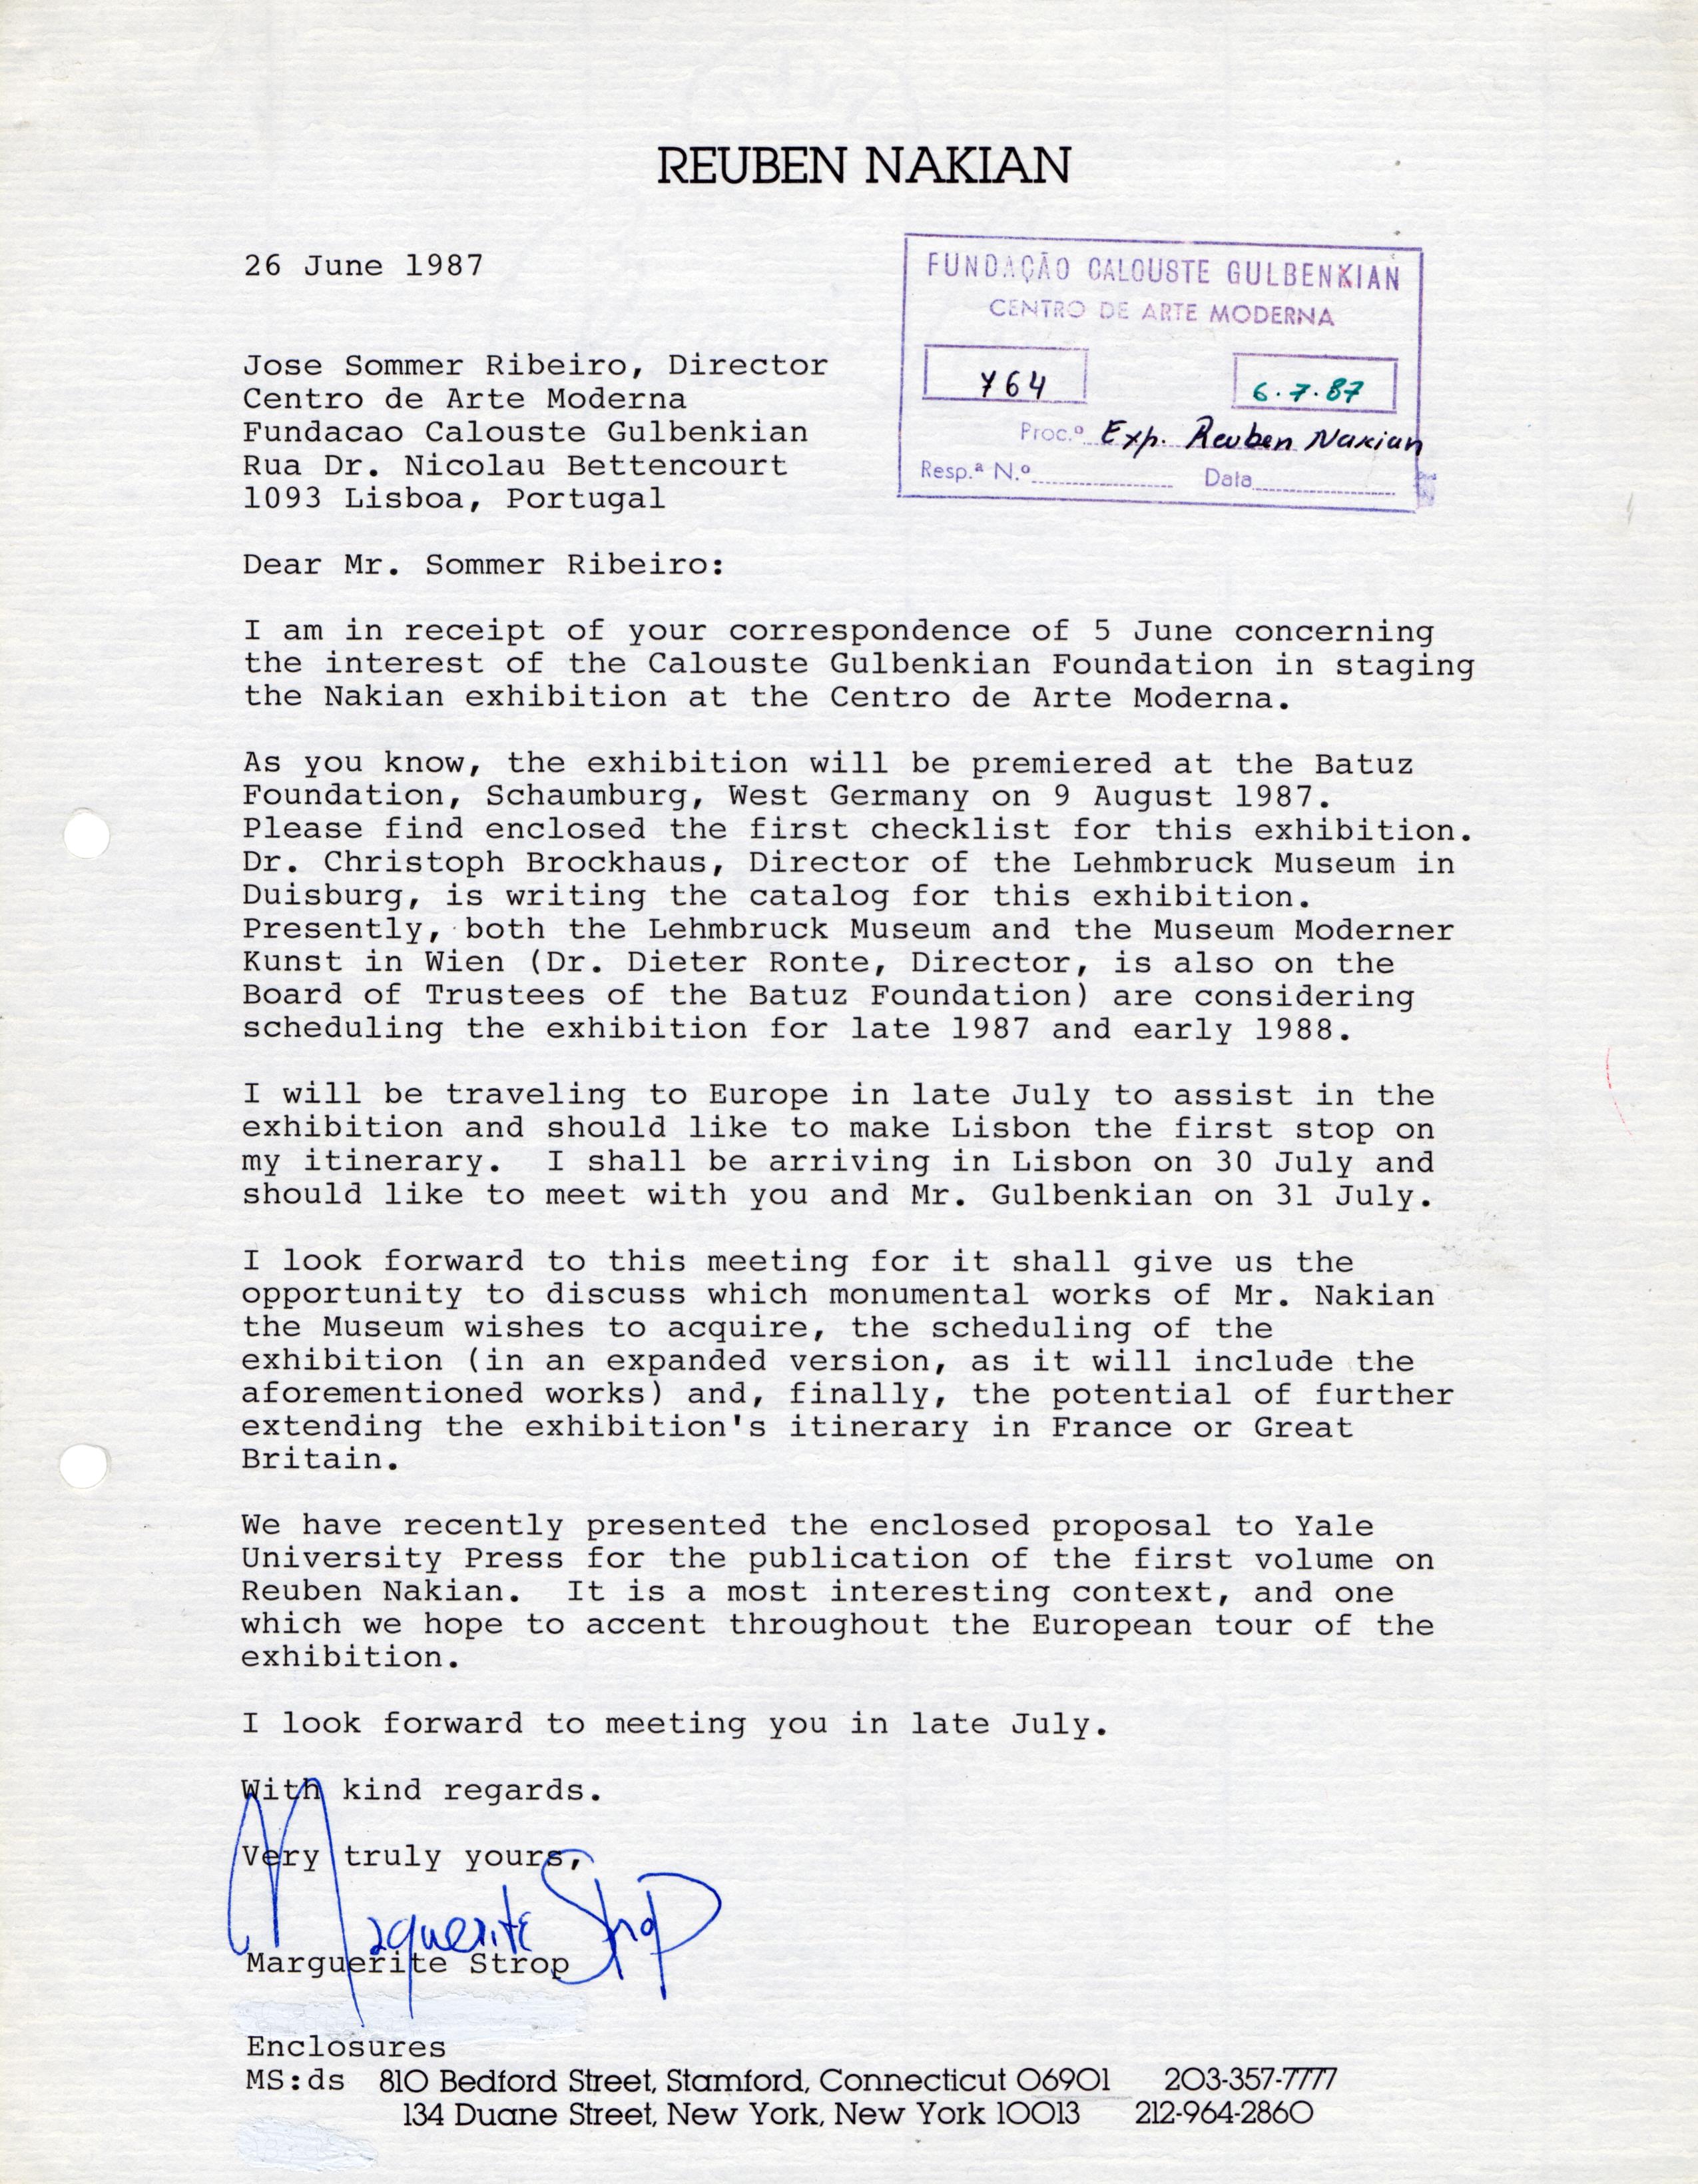 REUBEN NAKIAN
26 June 1987
FUNDAÇÃO CALOUSTE GULBENKIAN
CENTRO DE ARTE MODERNA
764
6.7.87
Proc.º Exp. Reuben Nakian
Resp.ª N.º Data
Jose Sommer Ribeiro, Director
Centro de Arte Moderna
Fundacao Calouste Gulbenkian
Rua Dr. Nicolau Bettencourt
1093 Lisboa, Portugal
Dear Mr. Sommer Ribeiro:
I am in receipt of your correspondence of 5 June concerning
the interest of the Calouste Gulbenkian Foundation in staging
the Nakian exhibition at the Centro de Arte Moderna.
As you know, the exhibition will be premiered at the Batuz
Foundation, Schaumburg, West Germany on 9 August 1987.
Please find enclosed the first checklist for this exhibition.
Dr. Christoph Brockhaus, Director of the Lehmbruck Museum in
Duisburg, is writing the catalog for this exhibition.
Presently, both the Lehmbruck Museum and the Museum Moderner
Kunst in Wien (Dr. Dieter Ronte, Director, is also on the
Board of Trustees of the Batuz Foundation) are considering
scheduling the exhibition for late 1987 and early 1988.
I will be traveling to Europe in late July to assist in the
exhibition and should like to make Lisbon the first stop on
my itinerary.  I shall be arriving in Lisbon on 30 July and
should like to meet with you and Mr. Gulbenkian on 31 July.
I look forward to this meeting for it shall give us the
opportunity to discuss which monumental works of Mr. Nakian
the Museum wishes to acquire, the scheduling of the
exhibition (in an expanded version, as it will include the
aforementioned works) and, finally, the potential of further
extending the exhibition's itinerary in France or Great
Britain.
We have recently presented the enclosed proposal to Yale
University Press for the publication of the first volume on
Reuben Nakian.  It is a most interesting context, and one
which we hope to accent throughout the European tour of the
exhibition.
I look forward to meeting you in late July.
With kind regards.
Very truly yours,
Marguerite Strop
Marguerite Strop
Enclosures
MS:ds 810 Bedford Street, Stamford, Connecticut 06901 203-357-7777
134 Duane Street, New York, New York 10013 212-964-2860